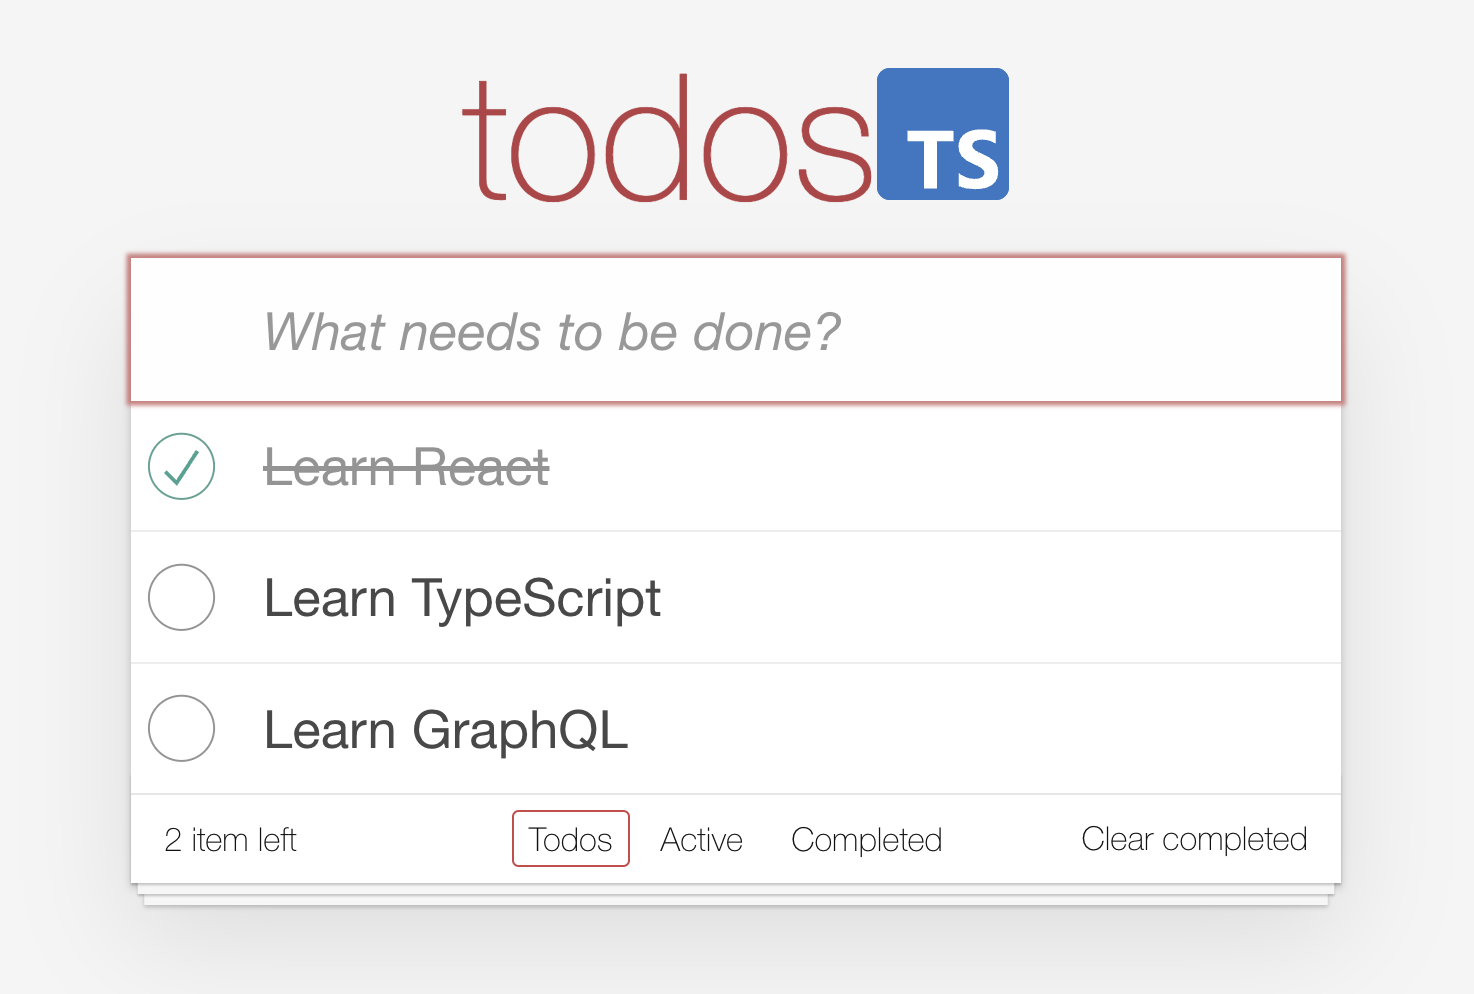 todos TS
What needs to be done?
Learn React
Learn TypeScript
Learn GraphQL
2 item left Todos Active Completed Clear completed